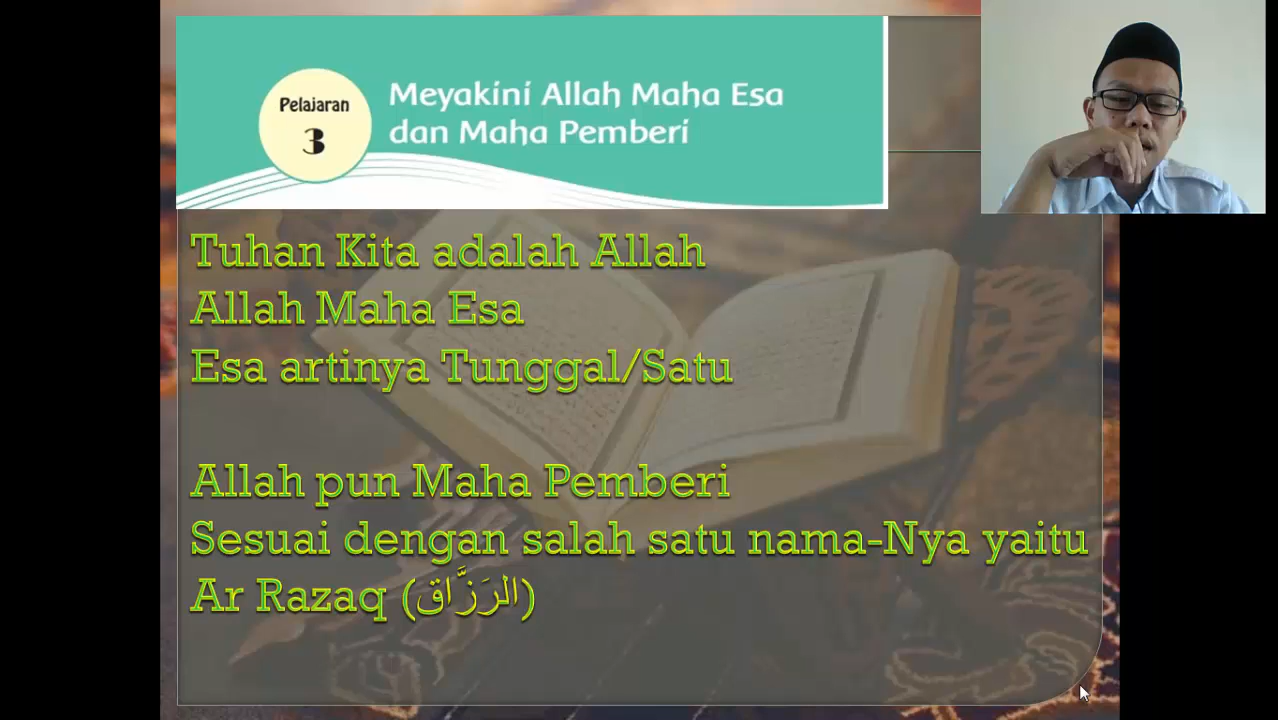 Pelajaran
3
Meyakini Allah Maha Esa
dan Maha Pemberi
Tuhan Kita adalah Allah
Allah Maha Esa
Esa artinya Tunggal/Satu
Allah pun Maha Pemberi
Sesuai dengan salah satu nama-Nya yaitu
Ar Razaq (الرَزَّاق)